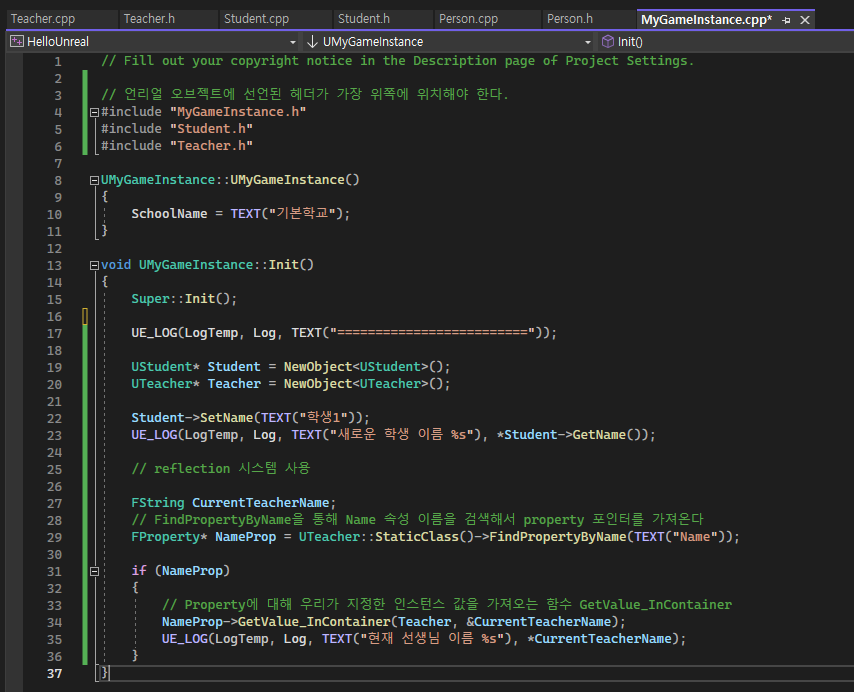 Teacher.cpp Teacher.h Student.cpp Student.h Person.cpp Person.h MyGameInstance.cpp*
HelloUnreal UMyGameInstance Init()
1 // Fill out your copyright notice in the Description page of Project Settings.
2
3 // 언리얼 오브젝트에 선언된 헤더가 가장 위쪽에 위치해야 한다.
4 #include "MyGameInstance.h"
5 #include "Student.h"
6 #include "Teacher.h"
7
8 UMyGameInstance::UMyGameInstance()
9 {
10 SchoolName = TEXT("기본학교");
11 }
12
13 void UMyGameInstance::Init()
14 {
15 Super::Init();
16
17 UE_LOG(LogTemp, Log, TEXT("========================="));
18
19 UStudent* Student = NewObject<UStudent>();
20 UTeacher* Teacher = NewObject<UTeacher>();
21
22 Student->SetName(TEXT("학생1"));
23 UE_LOG(LogTemp, Log, TEXT("새로운 학생 이름 %s"), *Student->GetName());
24
25 // reflection 시스템 사용
26
27 FString CurrentTeacherName;
28 // FindPropertyByName을 통해 Name 속성 이름을 검색해서 property 포인터를 가져온다
29 FProperty* NameProp = UTeacher::StaticClass()->FindPropertyByName(TEXT("Name"));
30
31 if (NameProp)
32 {
33 // Property에 대해 우리가 지정한 인스턴스 값을 가져오는 함수 GetValue_InContainer
34 NameProp->GetValue_InContainer(Teacher, &CurrentTeacherName);
35 UE_LOG(LogTemp, Log, TEXT("현재 선생님 이름 %s"), *CurrentTeacherName);
36 }
37 }